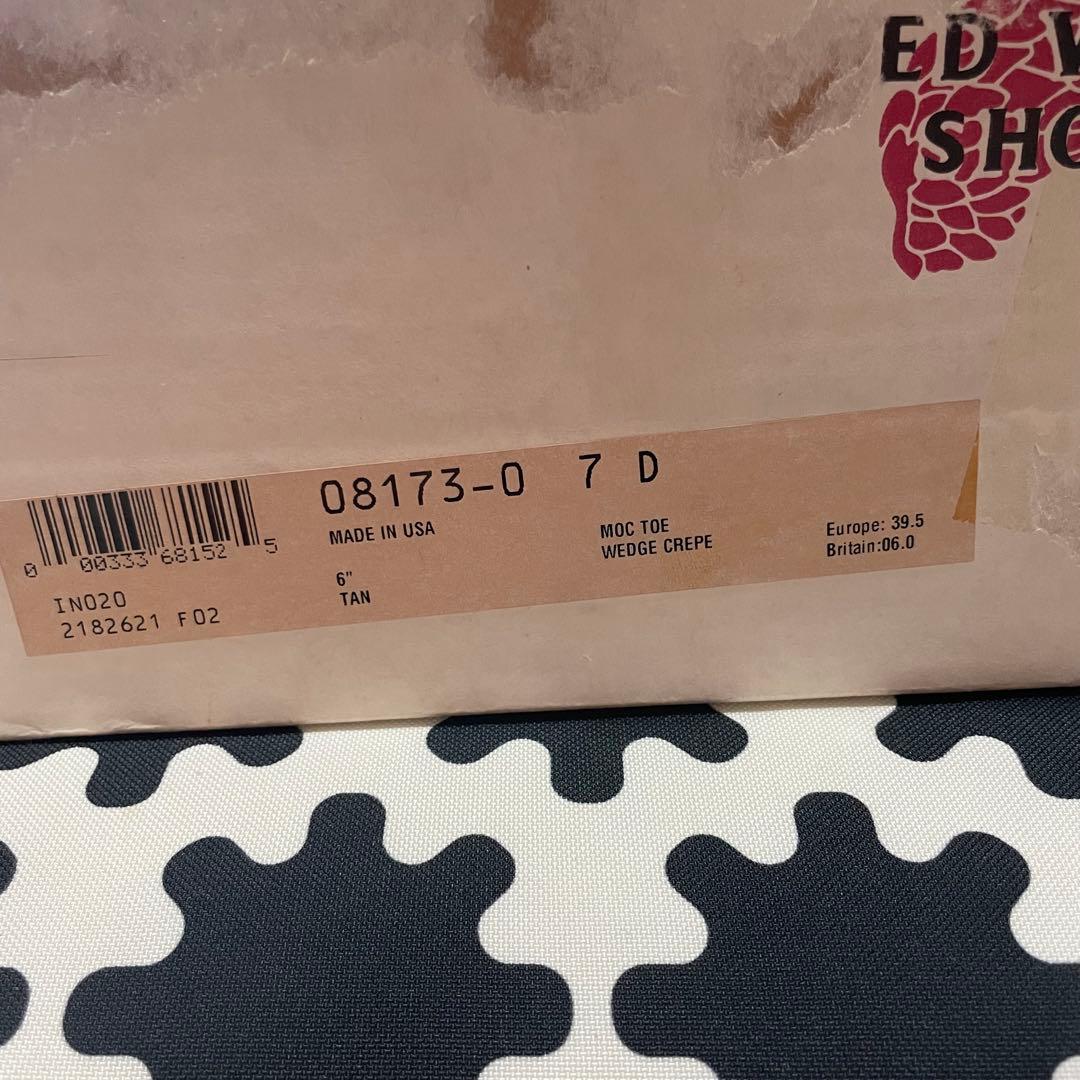 ED W
SHO
08173-0 7 D
MADE IN USA
MOC TOE
WEDGE CREPE
Europe: 39.5
Britain:06.0
6"
TAN
0 00333 68152 5
IN020
2182621 F02